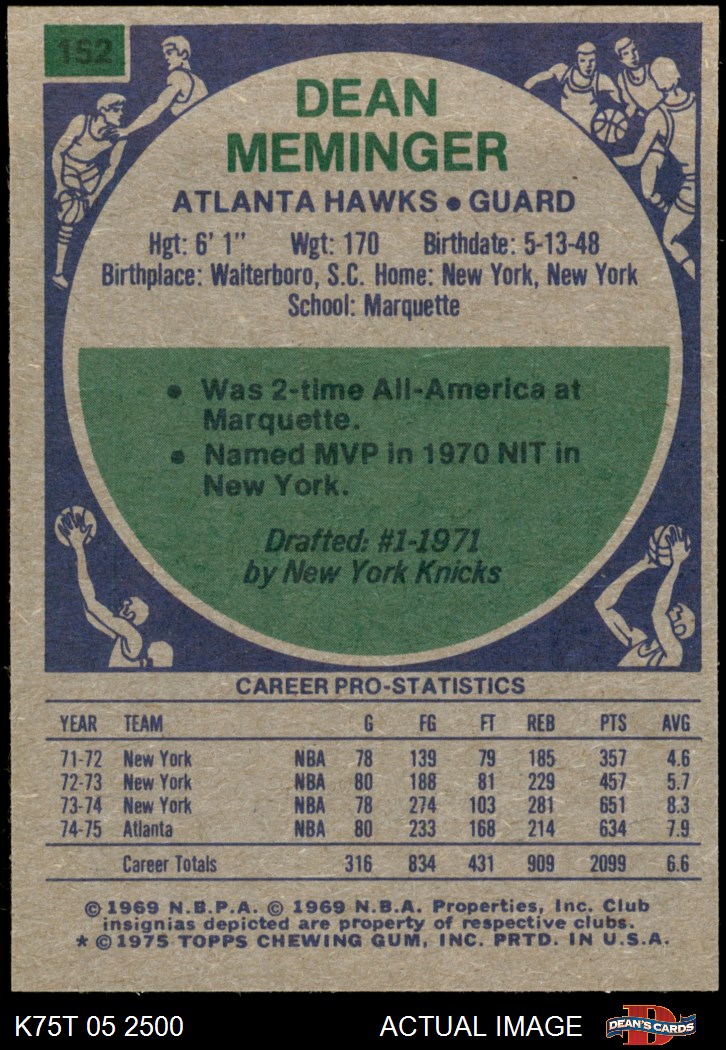 152
DEAN
MEMINGER
ATLANTA HAWKS • GUARD
Hgt: 6' 1" Wgt: 170 Birthdate: 5-13-48
Birthplace: Walterboro, S.C. Home: New York, New York
School: Marquette
• Was 2-time All-America at
Marquette.
• Named MVP in 1970 NIT in
New York.
Drafted: #1-1971
by New York Knicks
CAREER PRO-STATISTICS
YEAR TEAM G FG FT REB PTS AVG
71-72 New York NBA 78 139 79 185 357 4.6
72-73 New York NBA 80 188 81 229 457 5.7
73-74 New York NBA 78 274 103 281 651 8.3
74-75 Atlanta NBA 80 233 168 214 634 7.9
Career Totals 316 834 431 909 2099 6.6
© 1969 N.B.P.A. © 1969 N.B.A. Properties, Inc. Club
insignias depicted are property of respective clubs.
* © 1975 TOPPS CHEWING GUM, INC. PRTD. IN U.S.A.
K75T 05 2500 ACTUAL IMAGE D DEAN'S CARDS